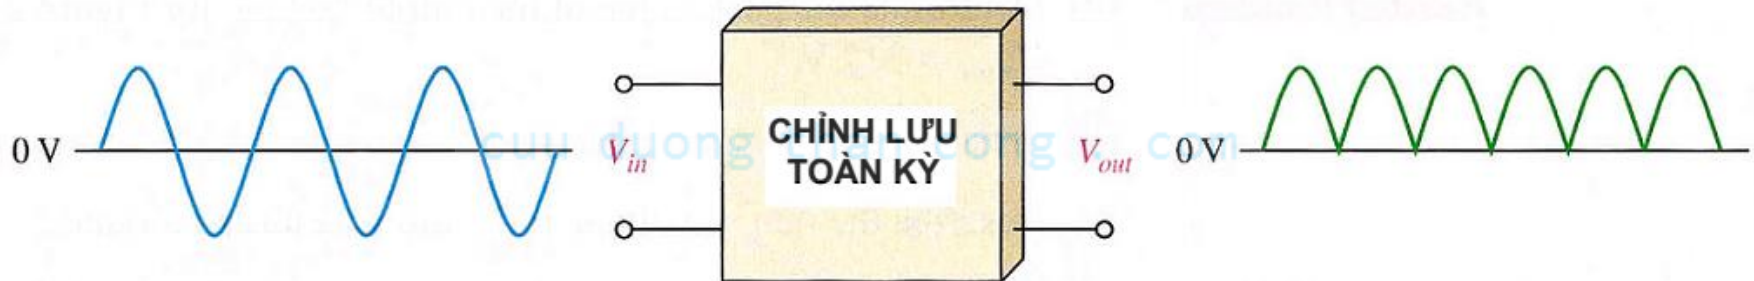 0 V
V_in
CHỈNH LƯU
TOÀN KỲ
V_out
0 V
cuu duong than cong . com